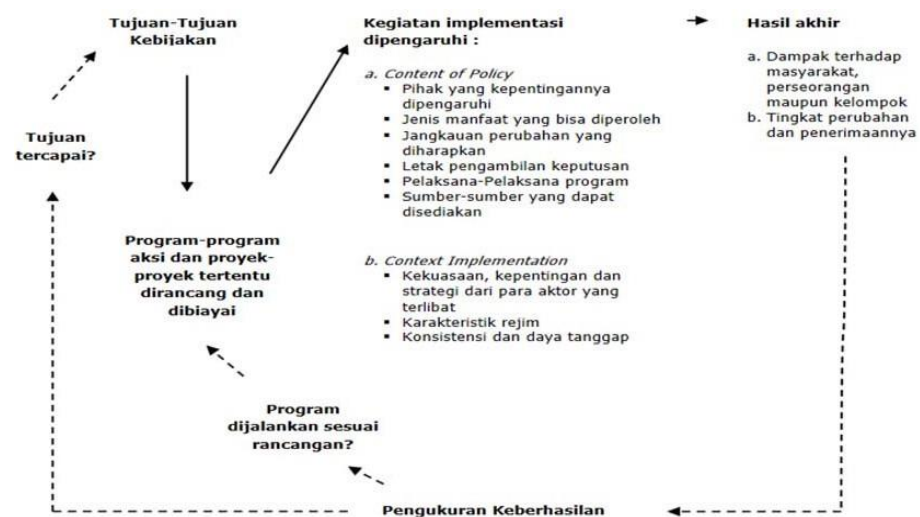 Tujuan-Tujuan
Kebijakan
Kegiatan implementasi
dipengaruhi :
a. Content of Policy
▪ Pihak yang kepentingannya
dipengaruhi
▪ Jenis manfaat yang bisa diperoleh
▪ Jangkauan perubahan yang
diharapkan
▪ Letak pengambilan keputusan
▪ Pelaksana-Pelaksana program
▪ Sumber-sumber yang dapat
disediakan
b. Context Implementation
▪ Kekuasaan, kepentingan dan
strategi dari para aktor yang
terlibat
▪ Karakteristik rejim
▪ Konsistensi dan daya tanggap
Hasil akhir
a. Dampak terhadap
masyarakat,
perseorangan
maupun kelompok
b. Tingkat perubahan
dan penerimaannya
Tujuan
tercapai?
Program-program
aksi dan proyek-
proyek tertentu
dirancang dan
dibiayai
Program
dijalankan sesuai
rancangan?
Pengukuran Keberhasilan